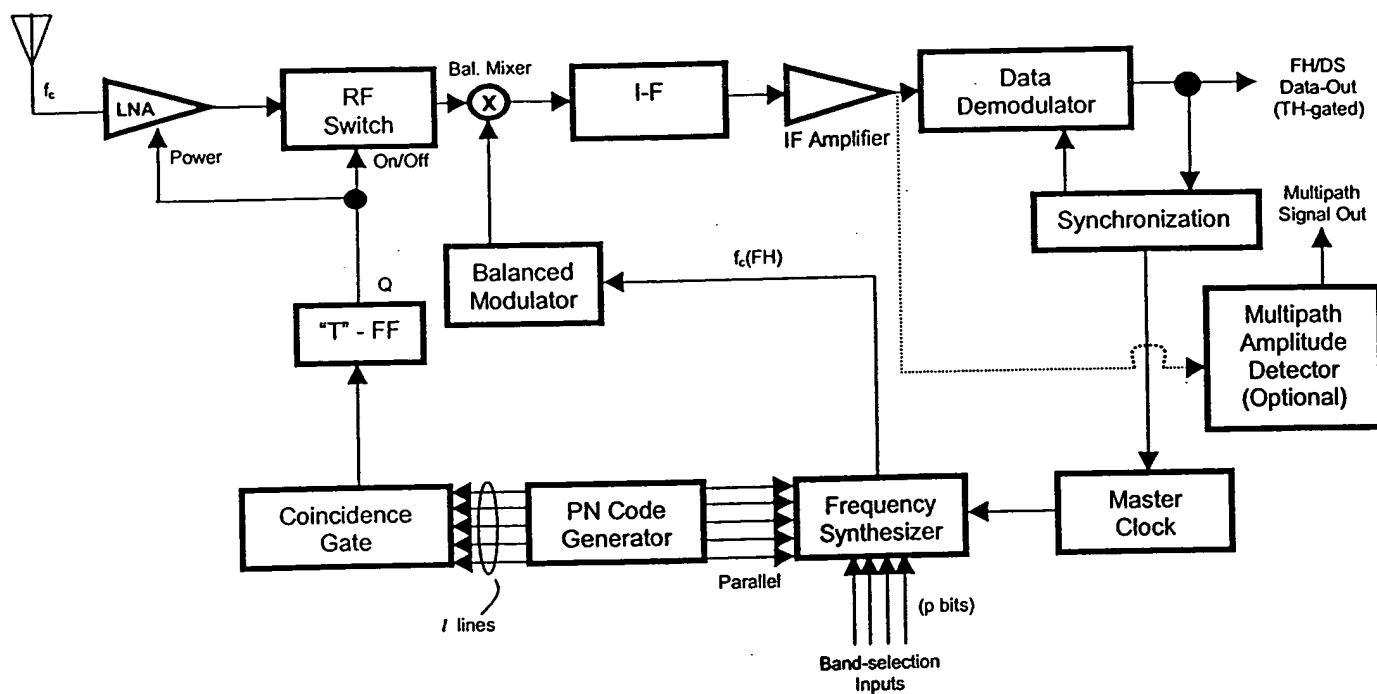 f_c
LNA
Power
RF
Switch
On/Off
Bal. Mixer
X
I-F
IF Amplifier
Data
Demodulator
FH/DS
Data-Out
(TH-gated)
Synchronization
Multipath
Signal Out
Multipath
Amplitude
Detector
(Optional)
Balanced
Modulator
f_c(FH)
Q
"T" - FF
Coincidence
Gate
PN Code
Generator
Frequency
Synthesizer
Master
Clock
Parallel
l lines
(p bits)
Band-selection
Inputs